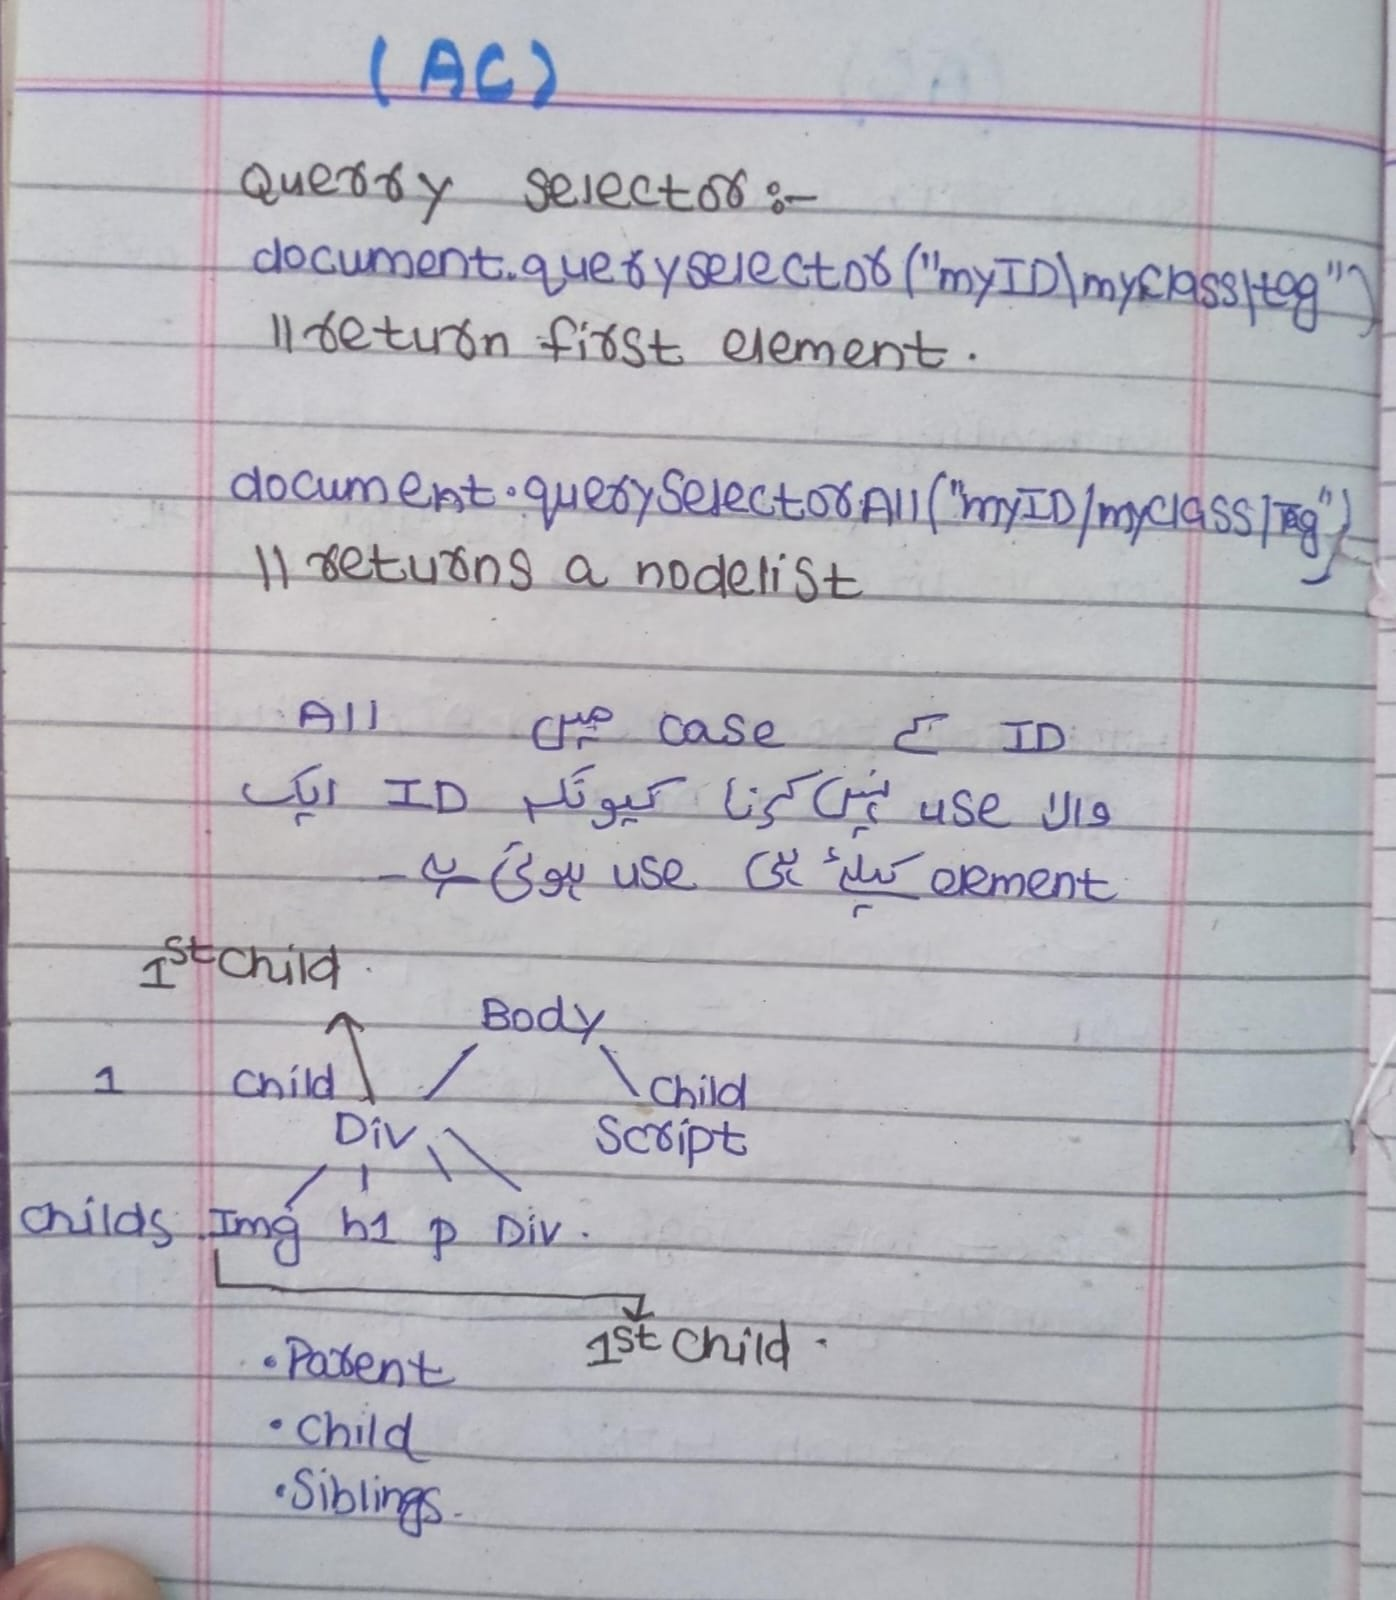 (AC)
Querry selector :-
document.queryselector("myID\myClass/tag")
// return first element.
document.querySelectorAll("myID/myclass/Tag")
// returns a nodelist
ID کے case میں All
والا use نہیں کرنا کیونکہ ID ایک
element کیلئے ہی use ہوتی ہے۔
1st Child
Body
1 Child Child
Div Script
Childs Img h1 p Div.
1st Child.
• Parent
• Child
• Siblings.